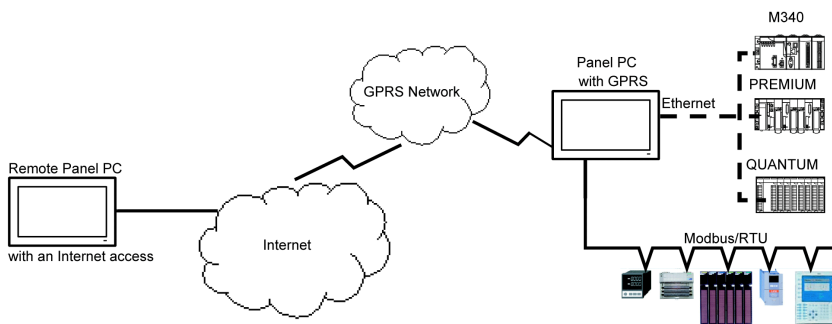 M340
Panel PC
with GPRS
GPRS Network
Ethernet
PREMIUM
QUANTUM
Remote Panel PC
with an Internet access
Internet
Modbus/RTU